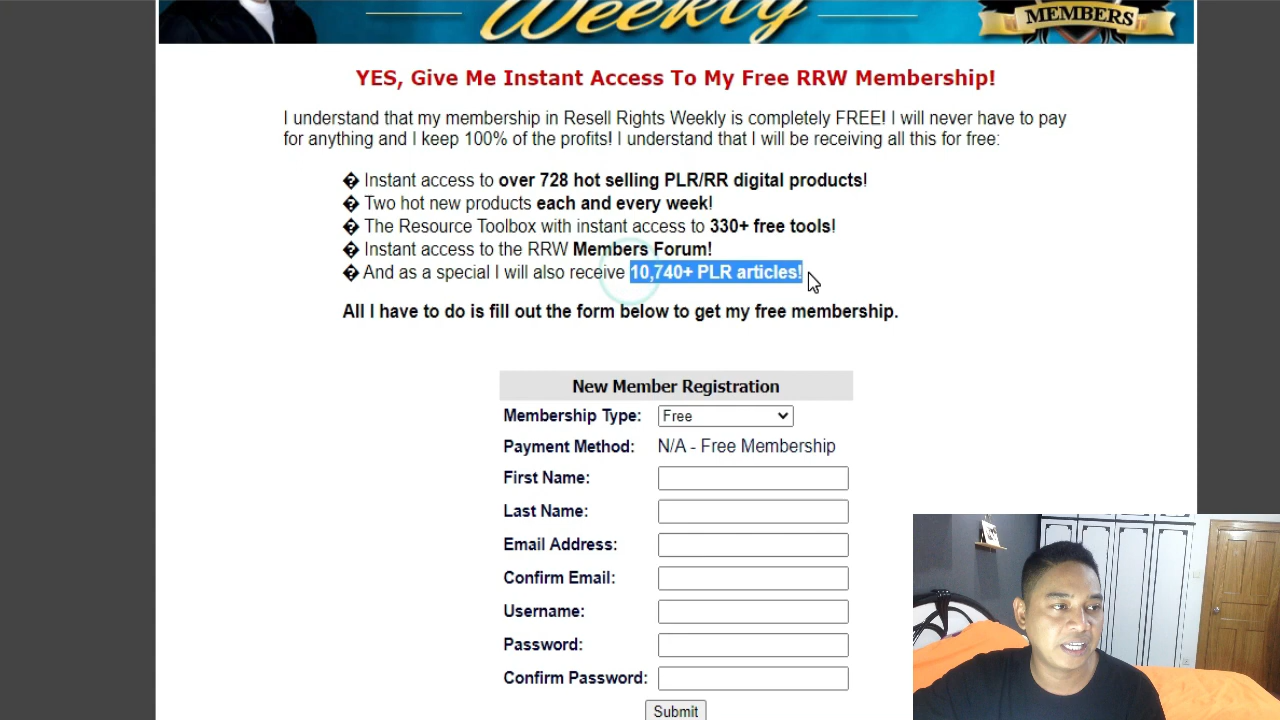 Weekly
MEMBERS
YES, Give Me Instant Access To My Free RRW Membership!
I understand that my membership in Resell Rights Weekly is completely FREE! I will never have to pay
for anything and I keep 100% of the profits! I understand that I will be receiving all this for free:
� Instant access to over 728 hot selling PLR/RR digital products!
� Two hot new products each and every week!
� The Resource Toolbox with instant access to 330+ free tools!
� Instant access to the RRW Members Forum!
� And as a special I will also receive 10,740+ PLR articles!
All I have to do is fill out the form below to get my free membership.
New Member Registration
Membership Type: Free
Payment Method: N/A - Free Membership
First Name:
Last Name:
Email Address:
Confirm Email:
Username:
Password:
Confirm Password:
Submit